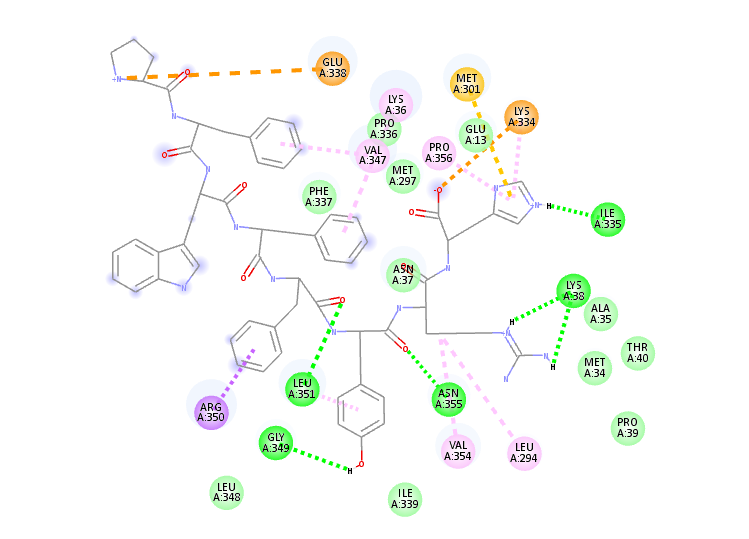 GLU
A:338
MET
A:301
LYS
A:36
LYS
A:334
PRO
A:336
GLU
A:13
VAL
A:347
PRO
A:356
MET
A:297
PHE
A:337
ILE
A:335
ASN
A:37
LYS
A:38
ALA
A:35
THR
A:40
MET
A:34
LEU
A:351
ASN
A:355
ARG
A:350
PRO
A:39
GLY
A:349
VAL
A:354
LEU
A:294
LEU
A:348
ILE
A:339
+N
O
N
O
N
O
N
O
N
N
O
N
O
N
O
N
O
-O
N
N+
H
N
H
N
H
N
O
H